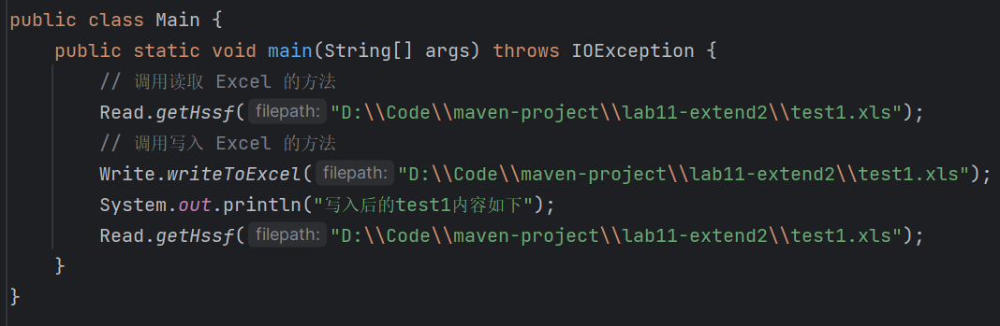 public class Main {
public static void main(String[] args) throws IOException {
// 调用读取 Excel 的方法
Read.getHssf( filepath: "D:\\Code\\maven-project\\lab11-extend2\\test1.xls");
// 调用写入 Excel 的方法
Write.writeToExcel( filepath: "D:\\Code\\maven-project\\lab11-extend2\\test1.xls");
System.out.println("写入后的test1内容如下");
Read.getHssf( filepath: "D:\\Code\\maven-project\\lab11-extend2\\test1.xls");
}
}